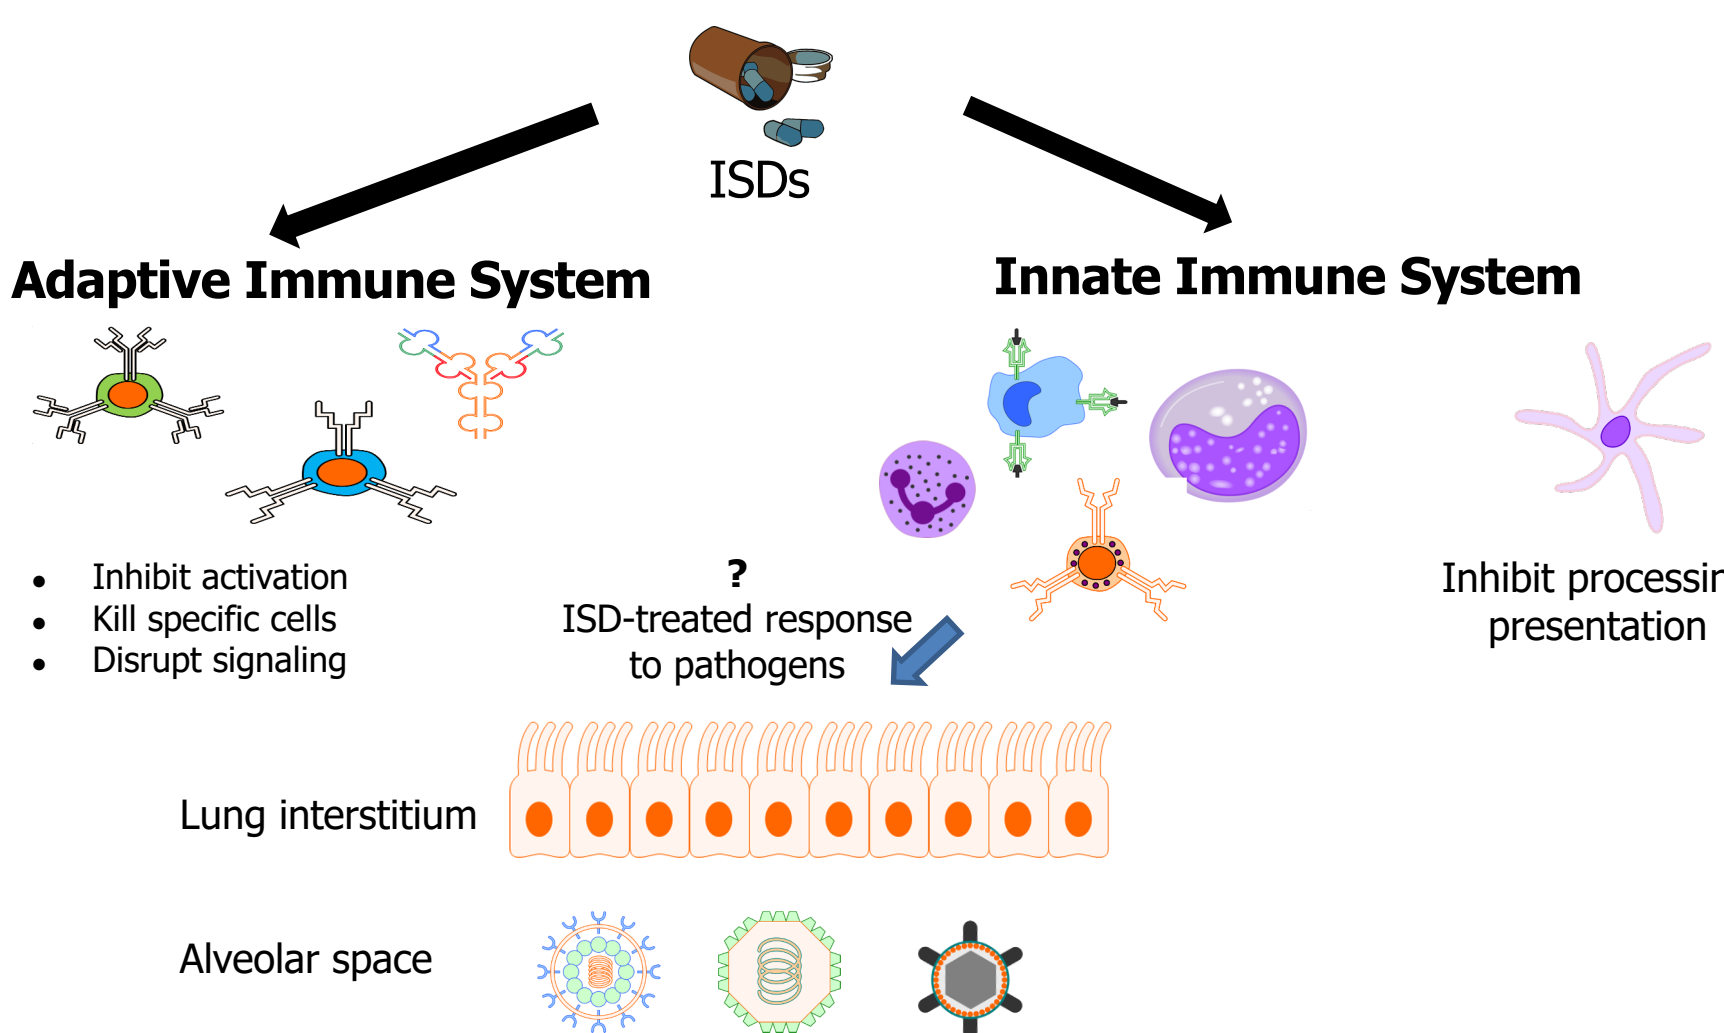 ISDs
Adaptive Immune System
Innate Immune System
• Inhibit activation
• Kill specific cells
• Disrupt signaling
?
ISD-treated response
to pathogens
Inhibit
presentation
Lung interstitium
Alveolar space